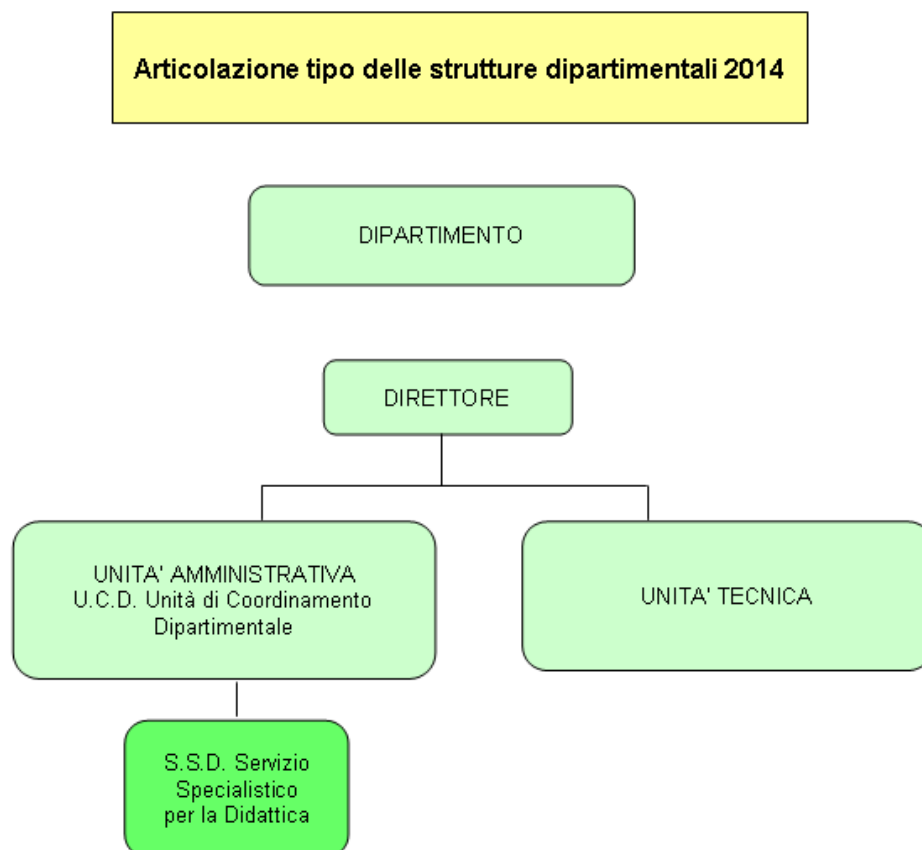 Articolazione tipo delle strutture dipartimentali 2014
DIPARTIMENTO
DIRETTORE
UNITA' AMMINISTRATIVA
U.C.D. Unità di Coordinamento
Dipartimentale
UNITA' TECNICA
S.S.D. Servizio
Specialistico
per la Didattica